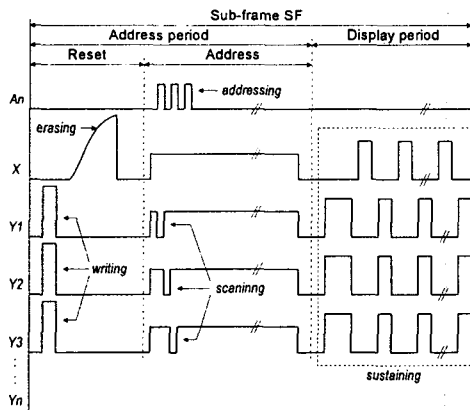 Sub-frame SF
Address period Display period
Reset Address
An
addressing
erasing
X
Y1
writing
scaninng
Y2
Y3
sustaining
Yn